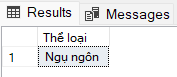 Results Messages
Thể loại
1 Ngụ ngôn